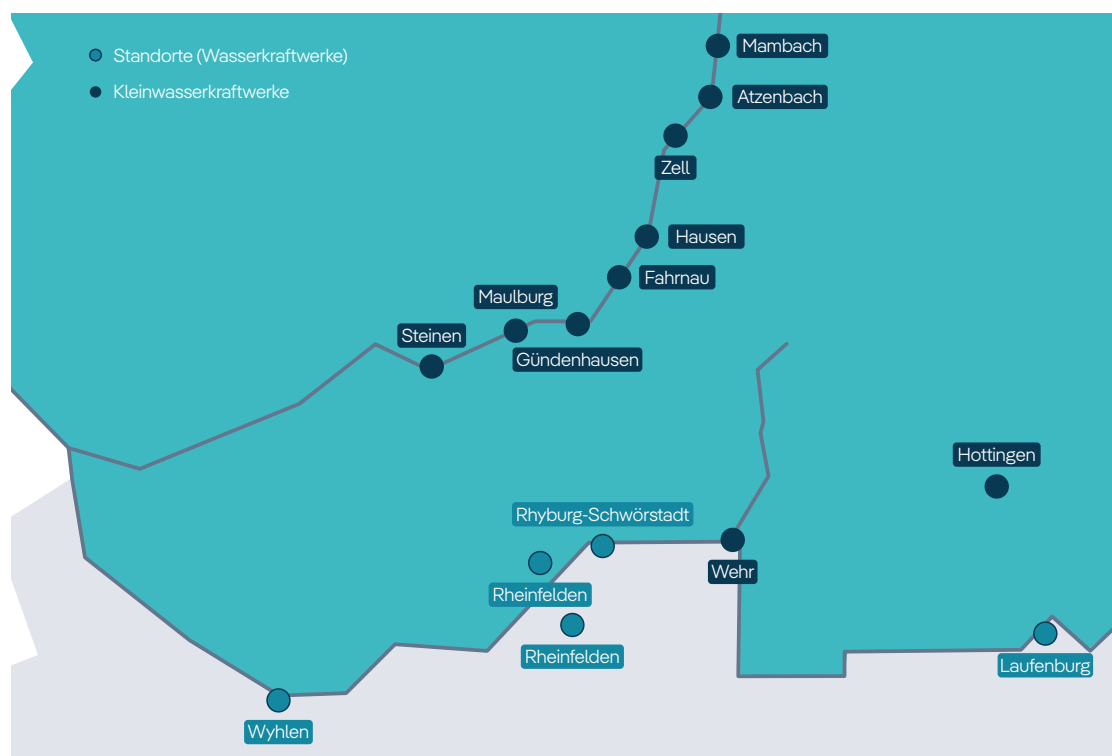 Standorte (Wasserkraftwerke)
Kleinwasserkraftwerke
Mambach
Atzenbach
Zell
Hausen
Fahrnau
Maulburg
Steinen
Gündenhausen
Hottingen
Rhyburg-Schwörstadt
Wehr
Rheinfelden
Rheinfelden
Laufenburg
Wyhlen